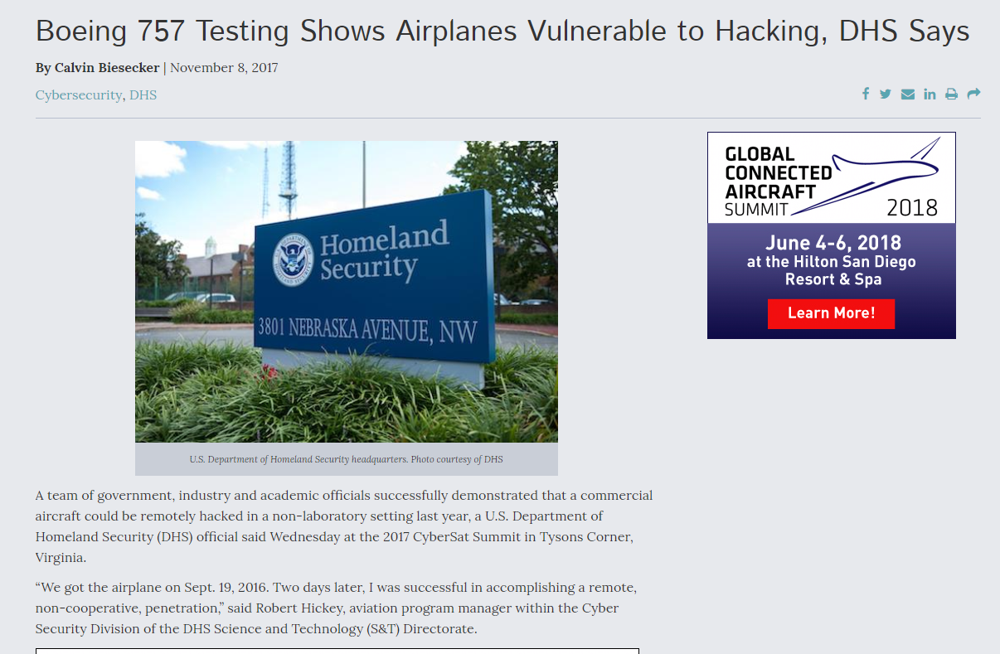 Boeing 757 Testing Shows Airplanes Vulnerable to Hacking, DHS Says
By Calvin Biesecker | November 8, 2017
Cybersecurity, DHS
Homeland
Security
3801 NEBRASKA AVENUE, NW
U.S. Department of Homeland Security headquarters. Photo courtesy of DHS
GLOBAL
CONNECTED
AIRCRAFT
SUMMIT
2018
June 4-6, 2018
at the Hilton San Diego
Resort & Spa
Learn More!
A team of government, industry and academic officials successfully demonstrated that a commercial
aircraft could be remotely hacked in a non-laboratory setting last year, a U.S. Department of
Homeland Security (DHS) official said Wednesday at the 2017 CyberSat Summit in Tysons Corner,
Virginia.
“We got the airplane on Sept. 19, 2016. Two days later, I was successful in accomplishing a remote,
non-cooperative, penetration,” said Robert Hickey, aviation program manager within the Cyber
Security Division of the DHS Science and Technology (S&T) Directorate.